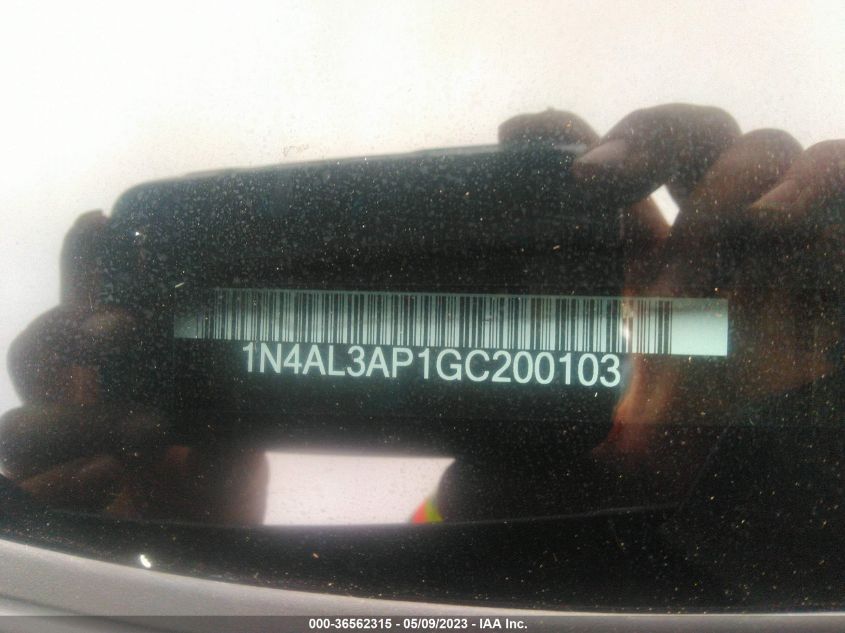 1N4AL3AP1GC200103
000-36562315 - 05/09/2023 - IAA Inc.